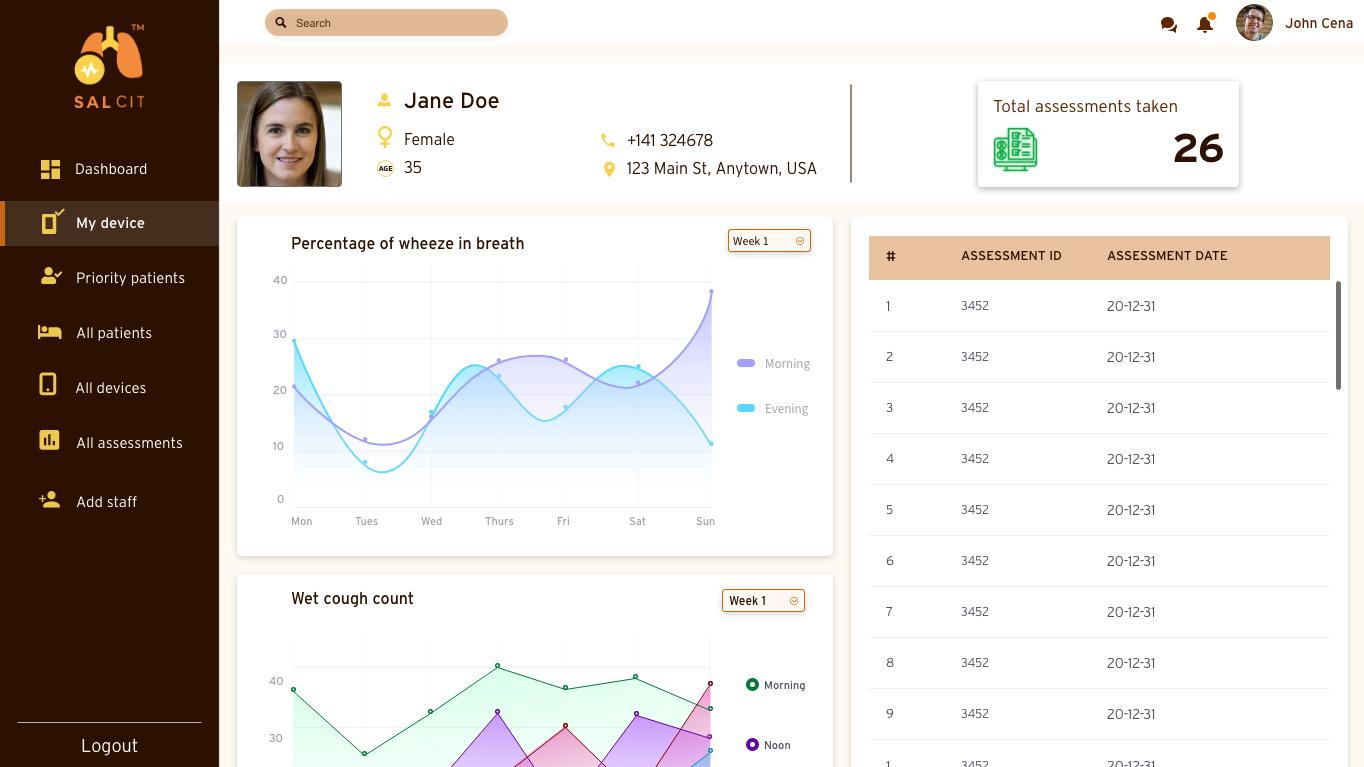 SALCIT
TM
Dashboard
My device
Priority patients
All patients
All devices
All assessments
Add staff
Logout
Search
John Cena
Jane Doe
Female
AGE 35
+141 324678
123 Main St, Anytown, USA
Total assessments taken
26
Percentage of wheeze in breath
Week 1
40
30
20
10
0
Mon Tues Wed Thurs Fri Sat Sun
Morning
Evening
Wet cough count
Week 1
40
30
Morning
Noon
# ASSESSMENT ID ASSESSMENT DATE
1 3452 20-12-31
2 3452 20-12-31
3 3452 20-12-31
4 3452 20-12-31
5 3452 20-12-31
6 3452 20-12-31
7 3452 20-12-31
8 3452 20-12-31
9 3452 20-12-31
1 3452 20-12-31